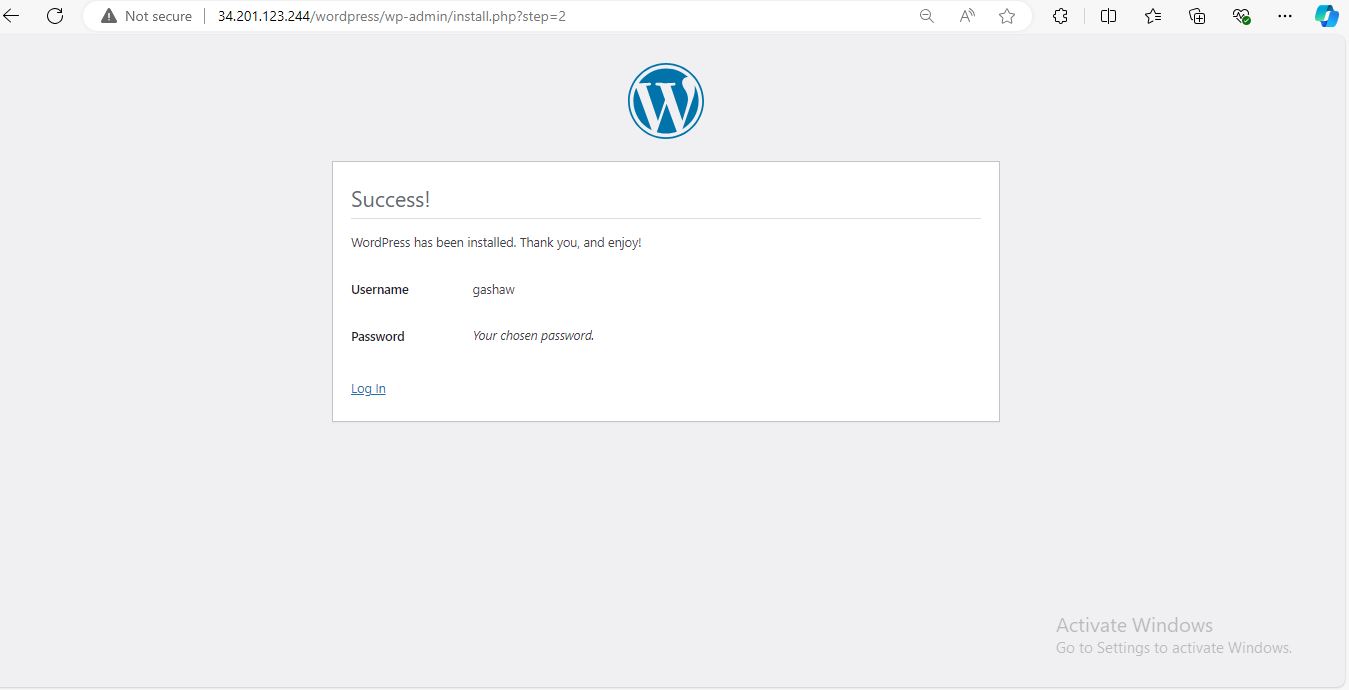 Not secure 34.201.123.244/wordpress/wp-admin/install.php?step=2
Success!
WordPress has been installed. Thank you, and enjoy!
Username gashaw
Password Your chosen password.
Log In
Activate Windows
Go to Settings to activate Windows.